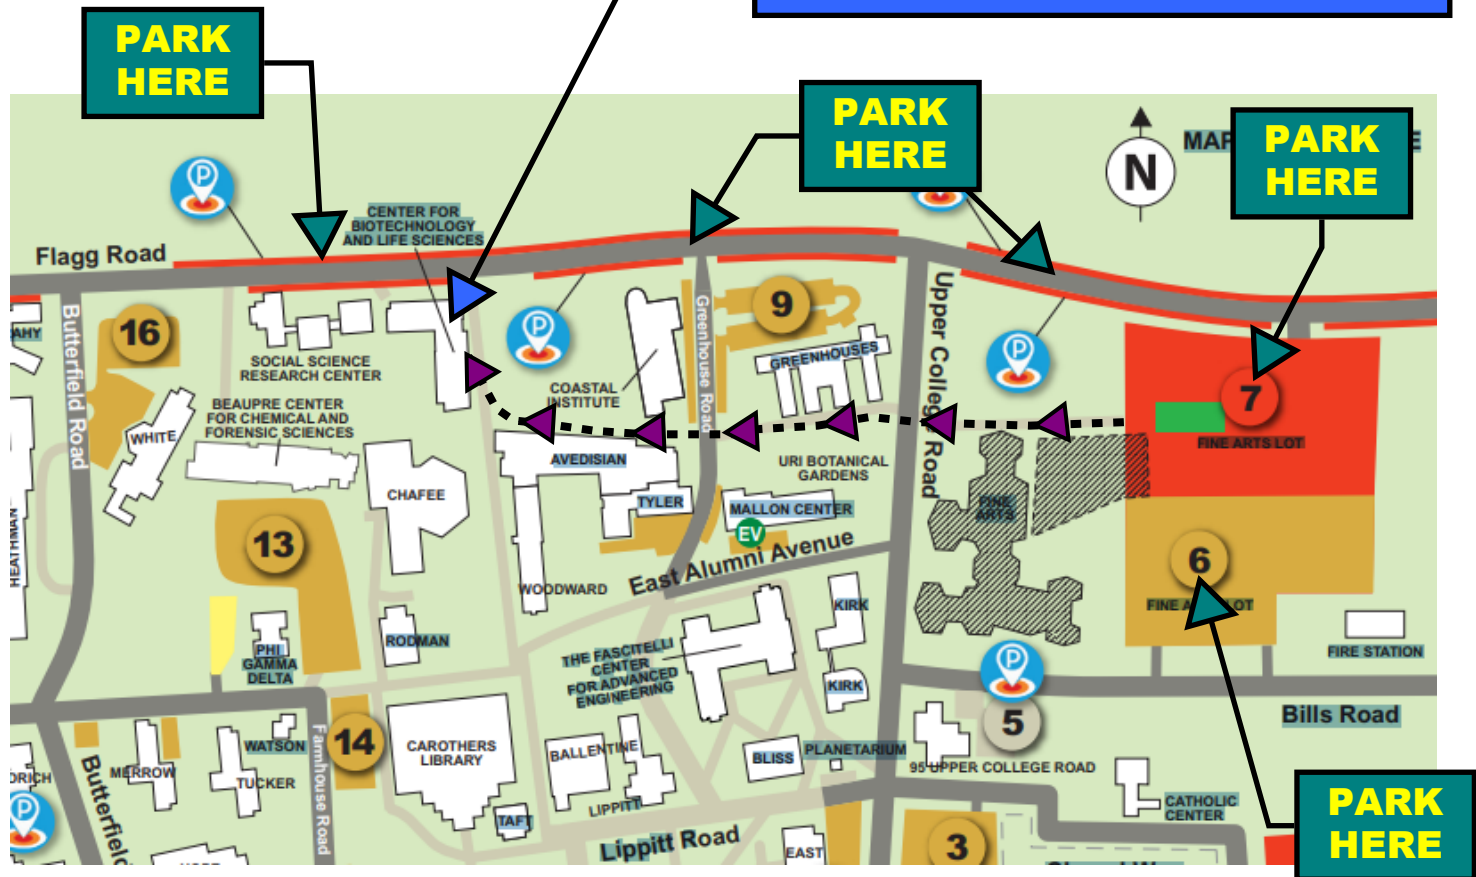 PARK
HERE
PARK
HERE
PARK
HERE
N
P
P
CENTER FOR
BIOTECHNOLOGY
AND LIFE SCIENCES
Flagg Road
Butterfield Road
16
SOCIAL SCIENCE
RESEARCH CENTER
P
Greenhouse Road
9
GREENHOUSES
Upper College Road
P
COASTAL
INSTITUTE
BEAUPRE CENTER
FOR CHEMICAL AND
FORENSIC SCIENCES
WHITE
7
FINE ARTS LOT
AVEDISIAN
URI BOTANICAL
GARDENS
CHAFEE
TYLER
MALLON CENTER
FINE
ARTS
HEATHMAN
13
EV
East Alumni Avenue
6
WOODWARD
KIRK
RODMAN
PHI
GAMMA
DELTA
THE FASCITELLI
CENTER
FOR ADVANCED
ENGINEERING
KIRK
FIRE STATION
P
5
Bills Road
WATSON
14
CAROTHERS
LIBRARY
BALLENTINE
BLISS
PLANETARIUM
95 UPPER COLLEGE ROAD
MERROW
TUCKER
Farmhouse Road
LIPPITT
P
TAFT
CATHOLIC
CENTER
PARK
HERE
Lippitt Road
EAST
3